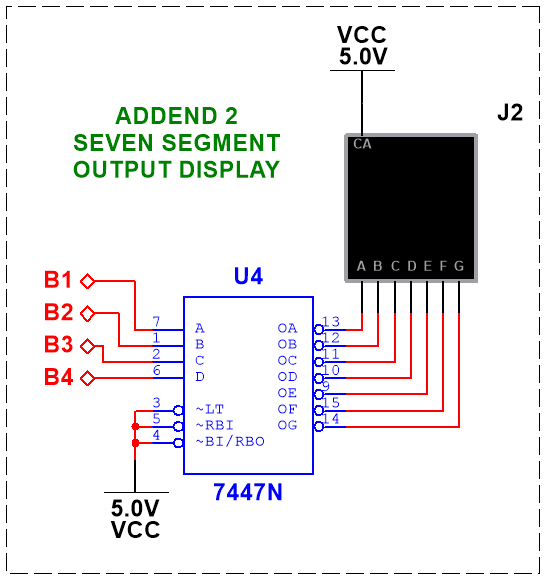 VCC
5.0V
ADDEND 2
SEVEN SEGMENT
OUTPUT DISPLAY
J2
CA
A B C D E F G
U4
B1
B2
B3
B4
7 A OA 13
1 B OB 12
2 C OC 11
6 D OD 10
OE 9
3 ~LT OF 15
5 ~RBI OG 14
4 ~BI/RBO
7447N
5.0V
VCC